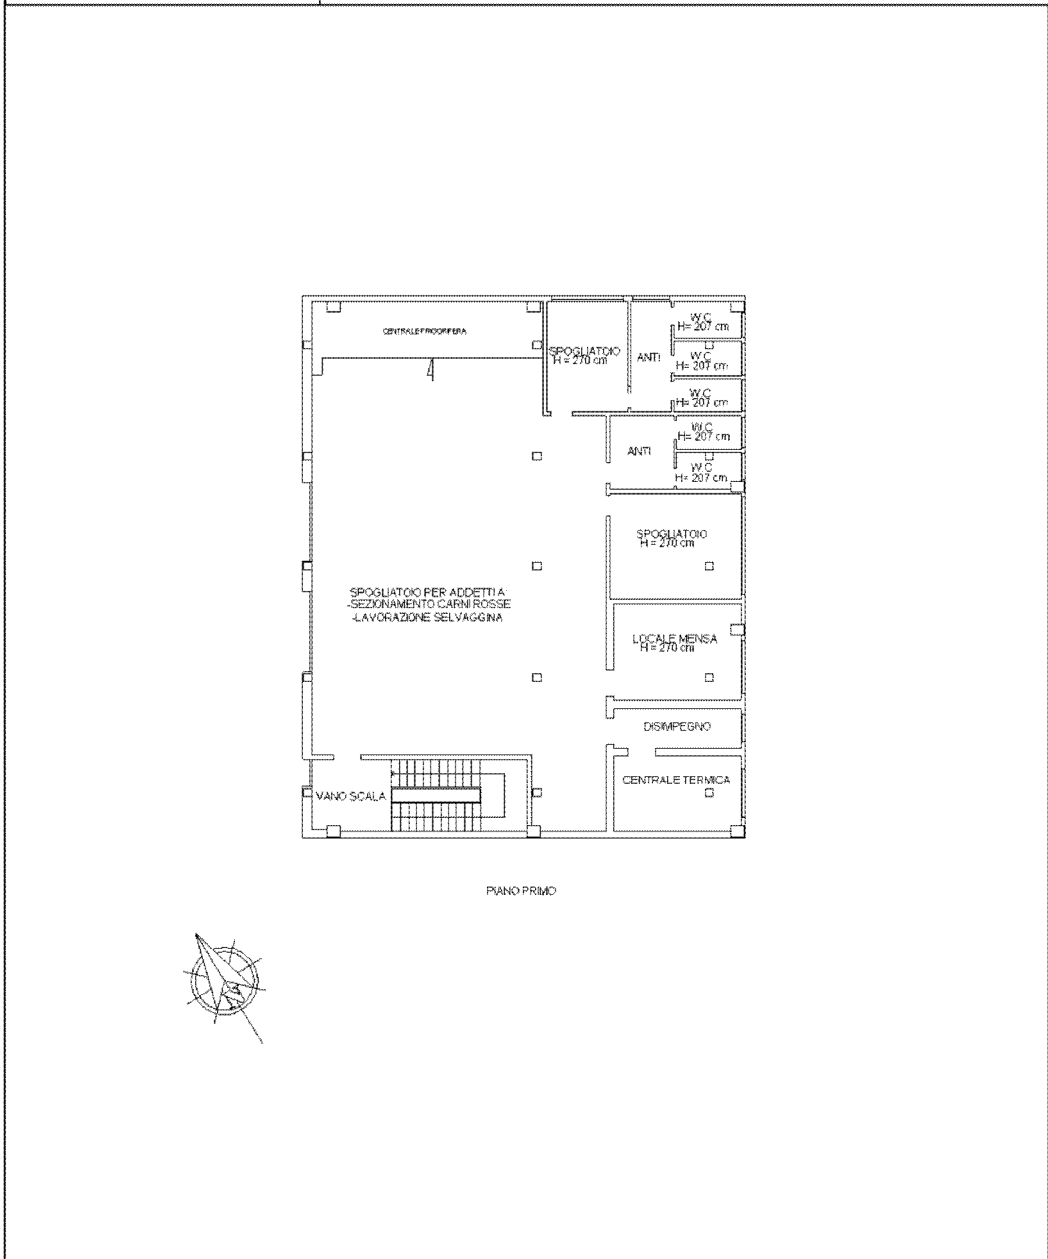 CENTRALE FRIGORIFERA
SPOGLIATOIO
H = 270 cm
ANTI
W.C
H= 207 cm
W.C
H= 207 cm
W.C
H= 207 cm
W.C
H= 207 cm
ANTI
W.C
H= 207 cm
SPOGLIATOIO
H = 270 cm
SPOGLIATOIO PER ADDETTI A:
-SEZIONAMENTO CARNI ROSSE
-LAVORAZIONE SELVAGGINA
LOCALE MENSA
H = 270 cm
DISIMPEGNO
CENTRALE TERMICA
VANO SCALA
PIANO PRIMO